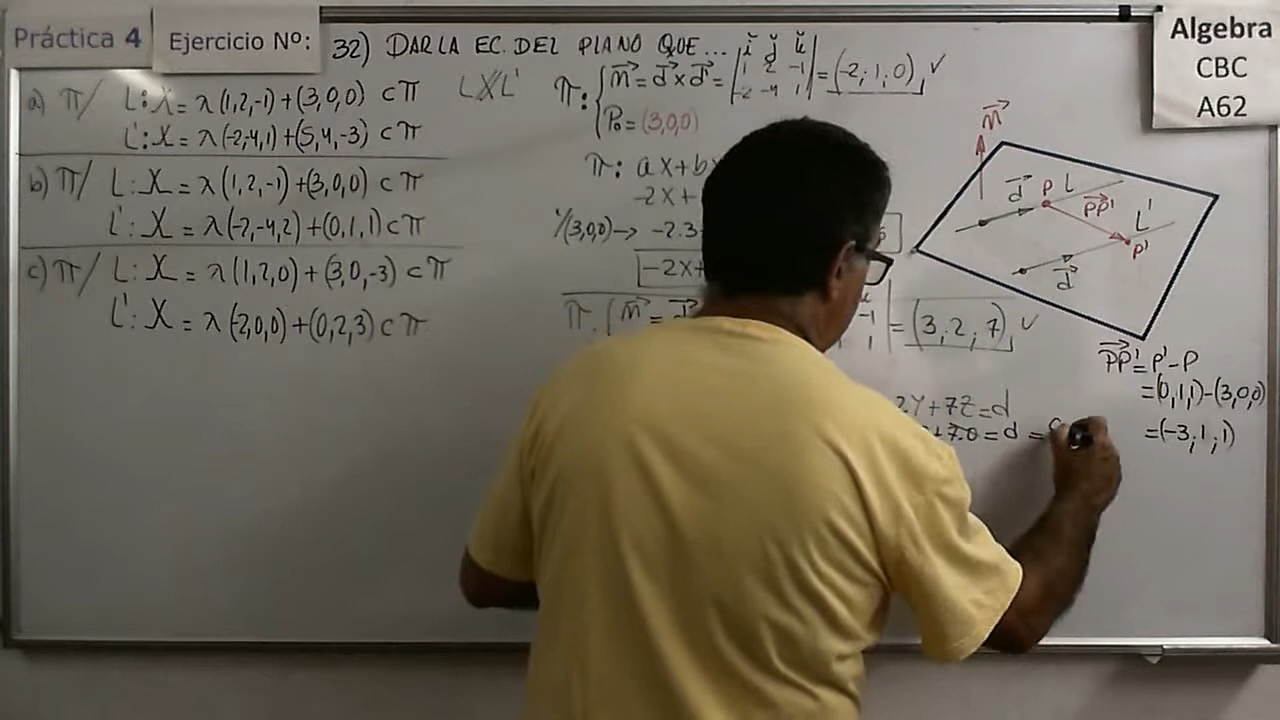 Práctica 4
Ejercicio Nº:
32) DAR LA EC. DEL PLANO QUE...
Algebra
CBC
A62
a) π/ L: X = λ(1,2,-1)+(3,0,0) ⊂ π
L': X = λ(-2,-4,1)+(5,4,-3) ⊂ π
b) π/ L: X = λ(1,2,-1)+(3,0,0) ⊂ π
L': X = λ(-2,-4,2)+(0,1,1) ⊂ π
c) π/ L: X = λ(1,2,0)+(3,0,-3) ⊂ π
L': X = λ(-2,0,0)+(0,2,3) ⊂ π
π: { n = d x d' = | i j k
1 2 -1
-2 -4 1 | = (-2,1,0) ✓
P₀ = (3,0,0)
π: ax+b
-2x+
(3,0,0) → -2.3
-2x+
π: { n = d
-1
1 | = (3,2,7) ✓
2y+7z=d
+7.0=d=
n
d
P
L
PP'
L'
P'
d
PP' = P'-P
=(0,1,1)-(3,0,0)
=(-3,1,1)